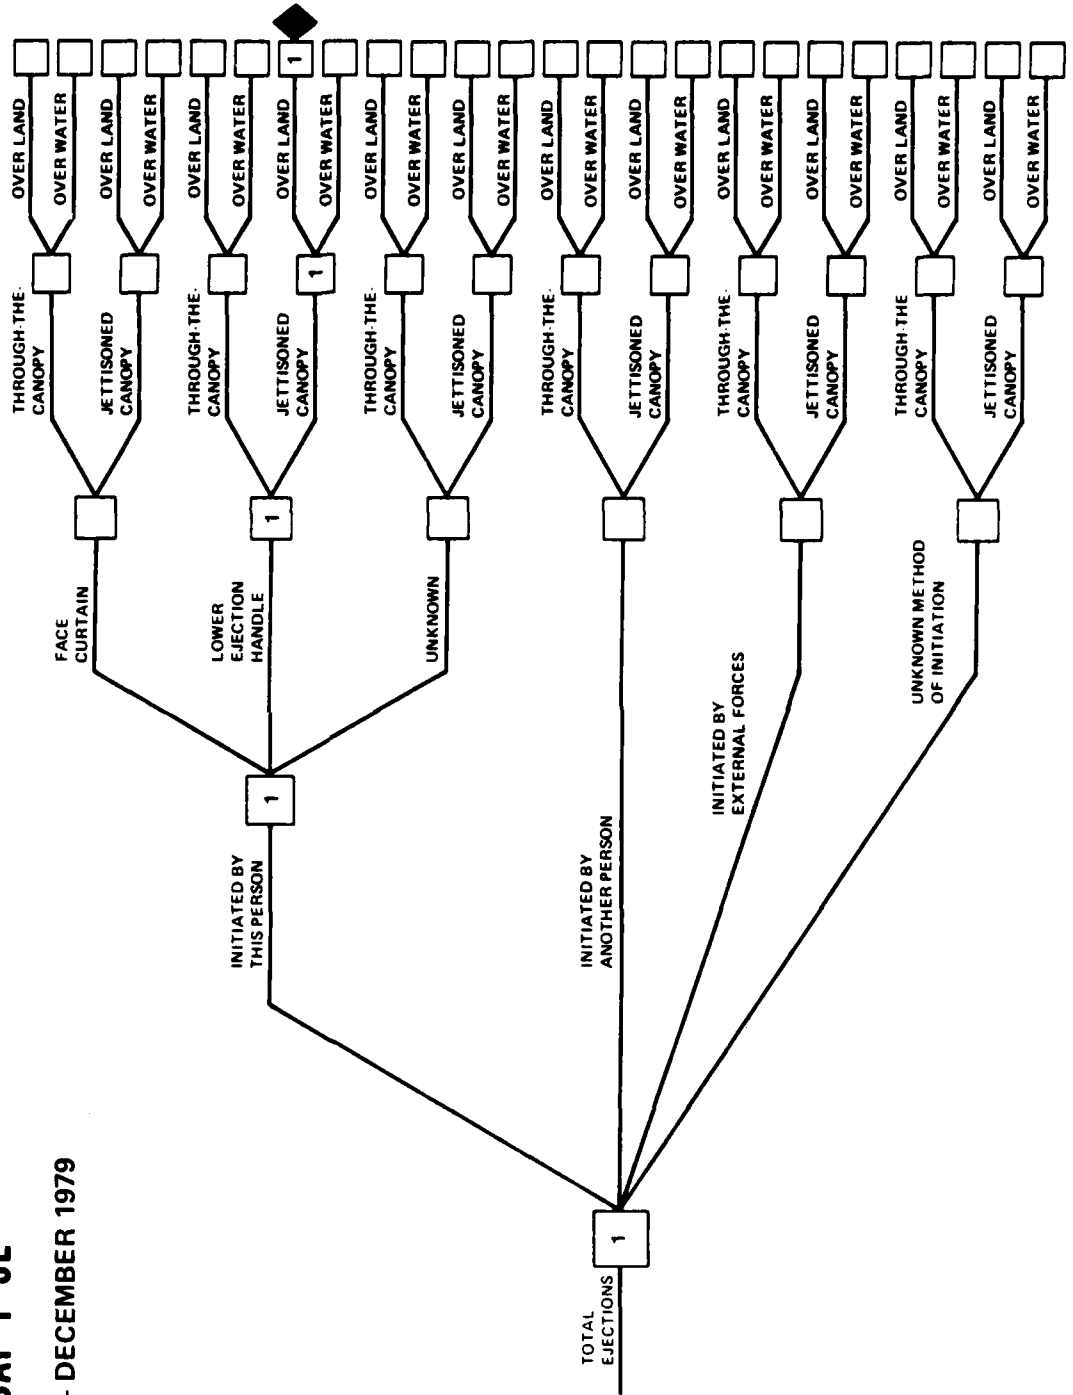 - DECEMBER 1979
TOTAL
EJECTIONS
1
INITIATED BY
THIS PERSON
INITIATED BY
ANOTHER PERSON
INITIATED BY
EXTERNAL FORCES
UNKNOWN METHOD
OF INITIATION
1
FACE
CURTAIN
LOWER
EJECTION
HANDLE
UNKNOWN
1
THROUGH-THE-
CANOPY
JETTISONED
CANOPY
THROUGH-THE-
CANOPY
JETTISONED
CANOPY
THROUGH-THE-
CANOPY
JETTISONED
CANOPY
THROUGH-THE-
CANOPY
JETTISONED
CANOPY
THROUGH-THE-
CANOPY
JETTISONED
CANOPY
THROUGH-THE
CANOPY
JETTISONED
CANOPY
1
OVER LAND
OVER WATER
OVER LAND
OVER WATER
OVER LAND
OVER WATER
OVER LAND
1
OVER WATER
OVER LAND
OVER WATER
OVER LAND
OVER WATER
OVER LAND
OVER WATER
OVER LAND
OVER WATER
OVER LAND
OVER WATER
OVER LAND
OVER WATER
OVER LAND
OVER WATER
OVER LAND
OVER WATER